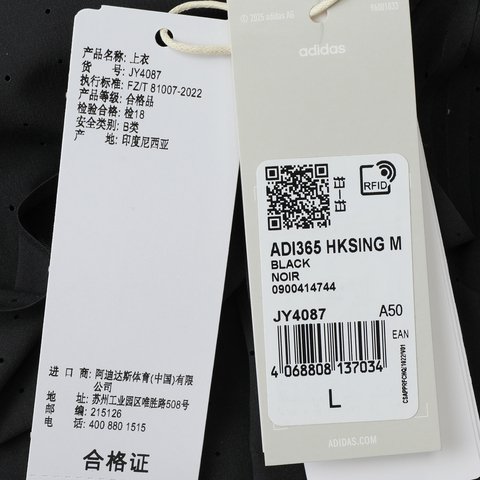 产品名称: 上衣
货 号: JY4087
执行标准: FZ/T 81007-2022
产品等级: 合格品
检验合格: 检18
安全类别: B类
产 地: 印度尼西亚
进 口 商: 阿迪达斯体育(中国)有限
公司
地 址: 苏州工业园区唯胜路508号
邮 编: 215126
电 话: 400 880 1515
合格证
© 2025 adidas AG
adidas
RFID
ADI365 HKSING M
BLACK
NOIR
0900414744
JY4087 A50
EAN
4 068808 137034
L
ADIDAS.COM